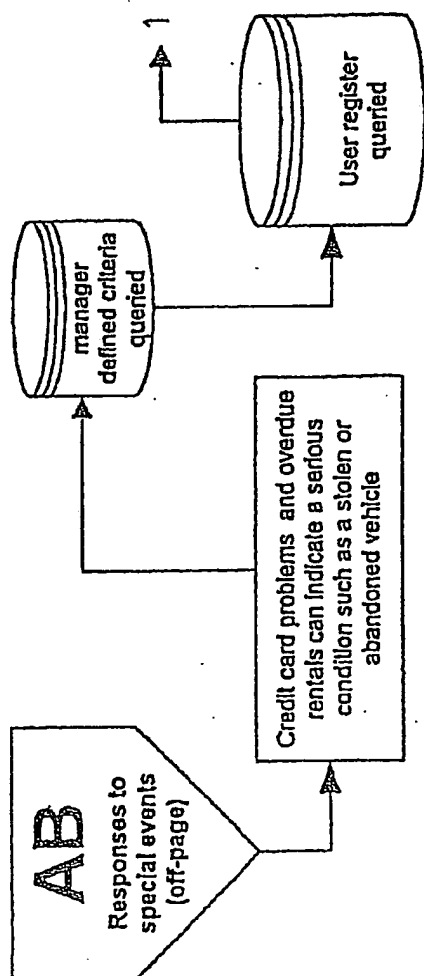 AB
Responses to
special events
(off-page)
Credit card problems and overdue
rentals can indicate a serious
condition such as a stolen or
abandoned vehicle
manager
defined criteria
queried
User register
queried
1